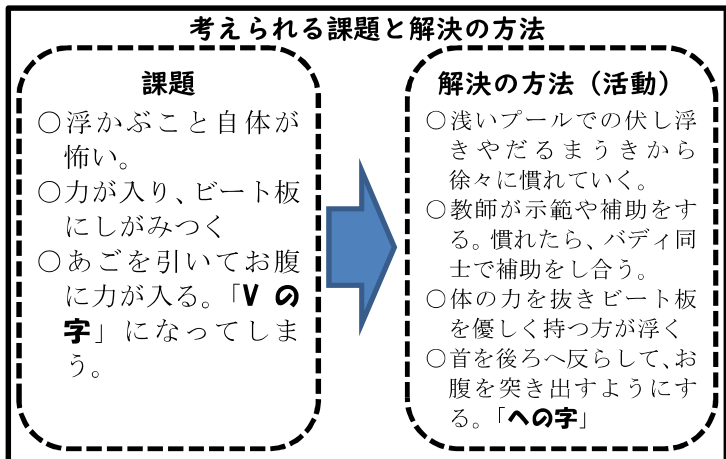 考えられる課題と解決の方法
課題
○浮かぶこと自体が
怖い。
○力が入り、ビート板
にしがみつく
○あごを引いてお腹
に力が入る。「V の
字」になってしま
う。
解決の方法（活動）
○浅いプールでの伏し浮
きやだるまうきから
徐々に慣れていく。
○教師が示範や補助をす
る。慣れたら、バディ同
士で補助をし合う。
○体の力を抜きビート板
を優しく持つ方が浮く
○首を後ろへ反らして、お
腹を突き出すようにす
る。「への字」